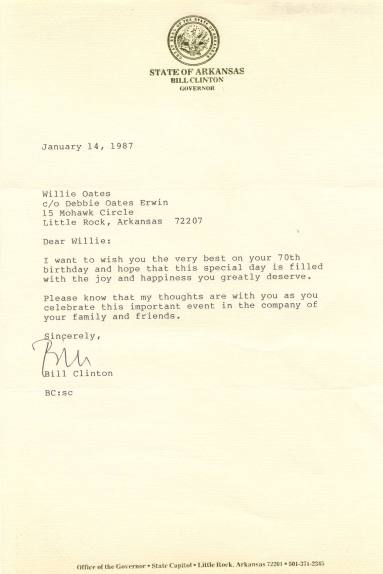 STATE OF ARKANSAS
BILL CLINTON
GOVERNOR
January 14, 1987
Willie Oates
c/o Debbie Oates Erwin
15 Mohawk Circle
Little Rock, Arkansas 72207
Dear Willie:
I want to wish you the very best on your 70th
birthday and hope that this special day is filled
with the joy and happiness you greatly deserve.
Please know that my thoughts are with you as you
celebrate this important event in the company of
your family and friends.
Sincerely,
Bill
Bill Clinton
BC:sc
Office of the Governor • State Capitol • Little Rock, Arkansas 72201 • 501-371-2345